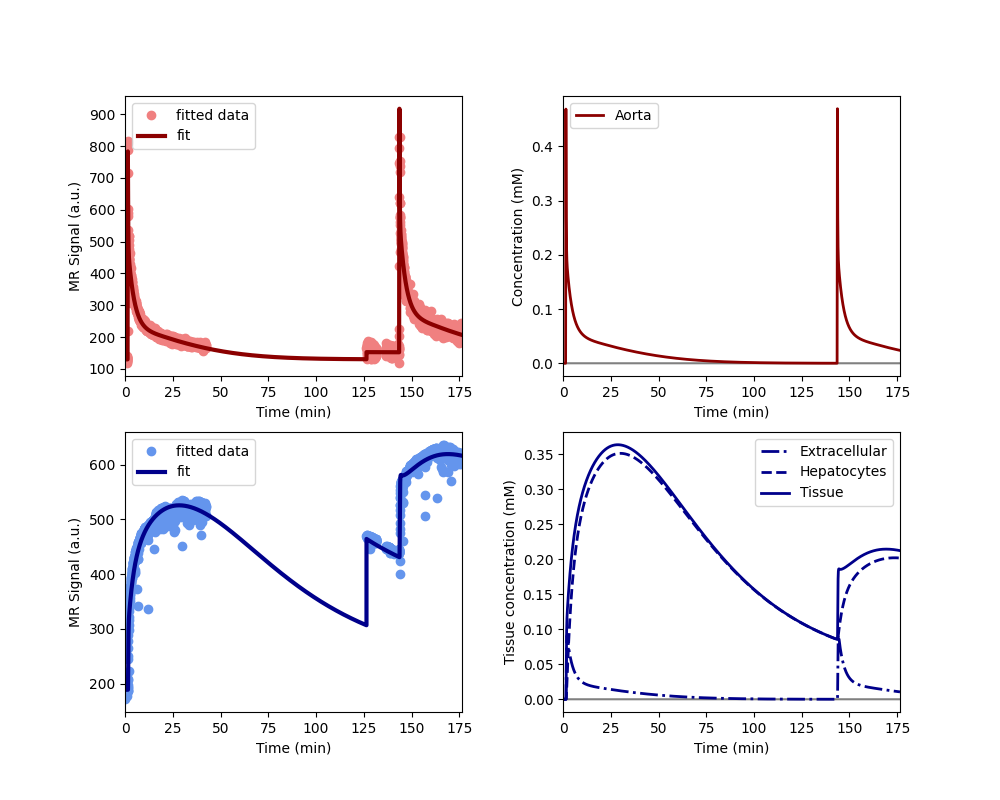 fitted data
fit
MR Signal (a.u.)
900
800
700
600
500
400
300
200
100
0 25 50 75 100 125 150 175
Time (min)
Aorta
Concentration (mM)
0.4
0.3
0.2
0.1
0.0
0 25 50 75 100 125 150 175
Time (min)
fitted data
fit
MR Signal (a.u.)
600
500
400
300
200
0 25 50 75 100 125 150 175
Time (min)
Extracellular
Hepatocytes
Tissue
Tissue concentration (mM)
0.35
0.30
0.25
0.20
0.15
0.10
0.05
0.00
0 25 50 75 100 125 150 175
Time (min)